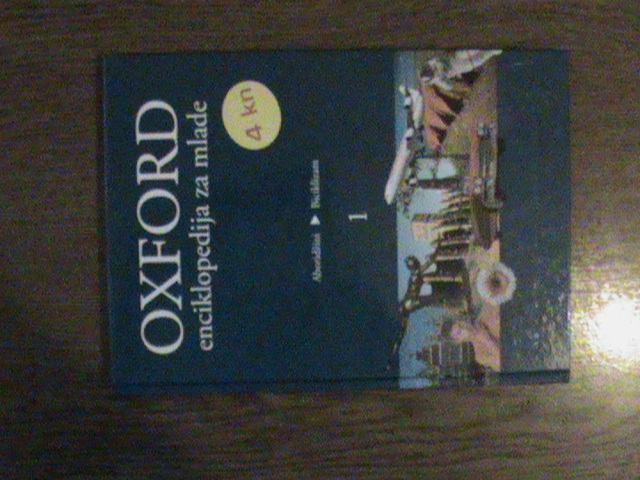 OXFORD
enciklopedija za mlade
4 kn
1